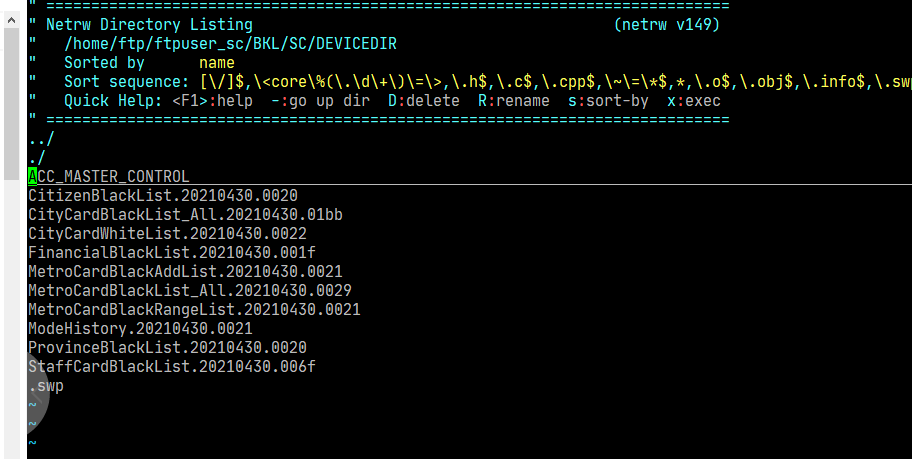 " ============================================================================
" Netrw Directory Listing                                        (netrw v149)
"   /home/ftp/ftpuser_sc/BKL/SC/DEVICEDIR
"   Sorted by      name
"   Sort sequence: [\/]$,\<core\%(\.\d\+\)\=\>,\.h$,\.c$,\.cpp$,\~\=\*$,*,\.o$,\.obj$,\.info$,\.sw
"   Quick Help: <F1>:help  -:go up dir  D:delete  R:rename  s:sort-by  x:exec
" ============================================================================
../
./
ACC_MASTER_CONTROL
CitizenBlackList.20210430.0020
CityCardBlackList_All.20210430.01bb
CityCardWhiteList.20210430.0022
FinancialBlackList.20210430.001f
MetroCardBlackAddList.20210430.0021
MetroCardBlackList_All.20210430.0029
MetroCardBlackRangeList.20210430.0021
ModeHistory.20210430.0021
ProvinceBlackList.20210430.0020
StaffCardBlackList.20210430.006f
.swp
~
~
~